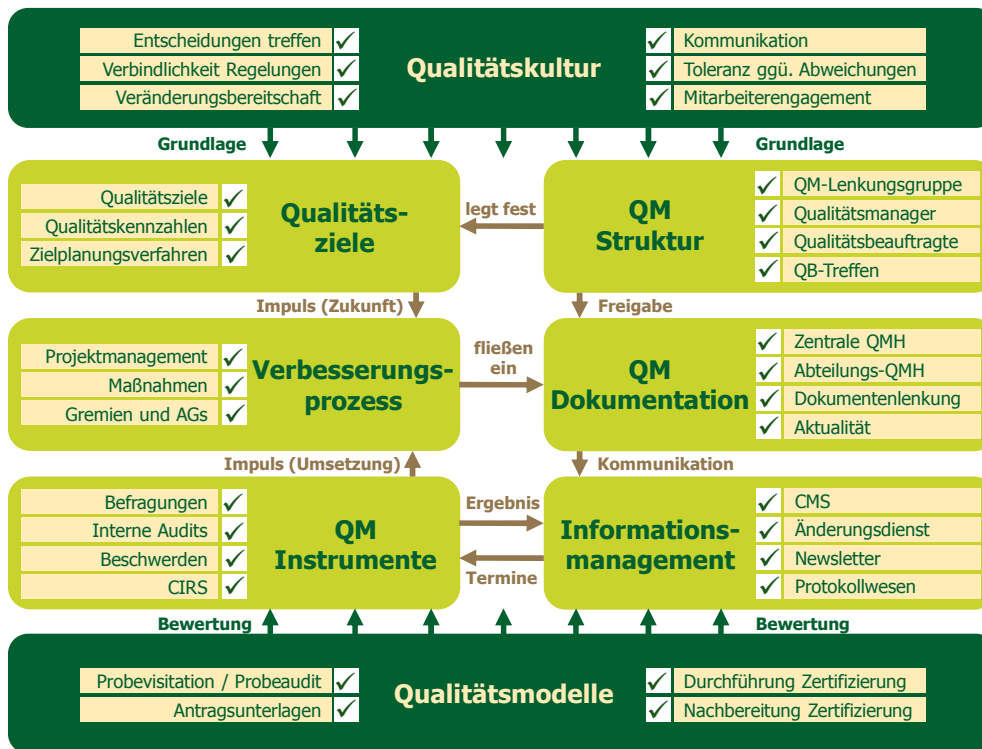 Entscheidungen treffen
Verbindlichkeit Regelungen
Veränderungsbereitschaft
Qualitätskultur
Kommunikation
Toleranz ggü. Abweichungen
Mitarbeiterengagement
Grundlage
Grundlage
Qualitätsziele
Qualitätskennzahlen
Zielplanungsverfahren
Qualitäts-
ziele
legt fest
QM
Struktur
QM-Lenkungsgruppe
Qualitätsmanager
Qualitätsbeauftragte
QB-Treffen
Impuls (Zukunft)
Freigabe
Projektmanagement
Maßnahmen
Gremien und AGs
Verbesserungs-
prozess
fließen
ein
QM
Dokumentation
Zentrale QMH
Abteilungs-QMH
Dokumentenlenkung
Aktualität
Impuls (Umsetzung)
Kommunikation
Befragungen
Interne Audits
Beschwerden
CIRS
QM
Instrumente
Ergebnis
Termine
Informations-
management
CMS
Änderungsdienst
Newsletter
Protokollwesen
Bewertung
Bewertung
Probevisitation / Probeaudit
Antragsunterlagen
Qualitätsmodelle
Durchführung Zertifizierung
Nachbereitung Zertifizierung